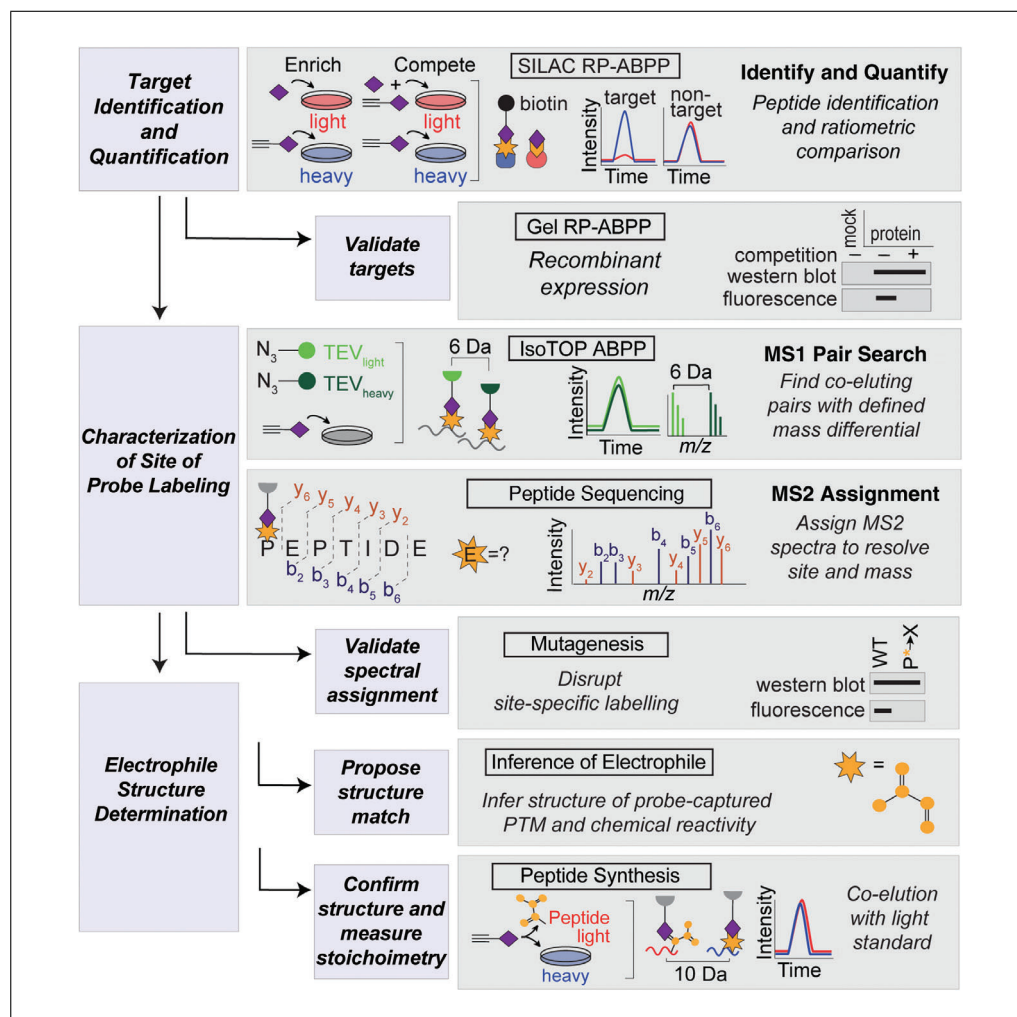 Target
Identification
and
Quantification
Enrich
Compete
+
light
light
heavy
heavy
SILAC RP-ABPP
biotin
target
non-
target
Intensity
Time
Time
Identify and Quantify
Peptide identification
and ratiometric
comparison
Validate
targets
Gel RP-ABPP
Recombinant
expression
mock
protein
competition – – +
western blot
fluorescence
Characterization
of Site of
Probe Labeling
N3 TEVlight
N3 TEVheavy
6 Da
IsoTOP ABPP
Intensity
Time
6 Da
m/z
MS1 Pair Search
Find co-eluting
pairs with defined
mass differential
y6 y5 y4 y3 y2
P E P T I D E
b2 b3 b4 b5 b6
E =?
Peptide Sequencing
Intensity
y2 b2 b3 y3 b4 y4 b5 y5 b6 y6
m/z
MS2 Assignment
Assign MS2
spectra to resolve
site and mass
Electrophile
Structure
Determination
Validate
spectral
assignment
Mutagenesis
Disrupt
site-specific labelling
WT
P*→X
western blot
fluorescence
Propose
structure
match
Inference of Electrophile
Infer structure of probe-captured
PTM and chemical reactivity
=
Confirm
structure and
measure
stoichoimetry
Peptide Synthesis
Peptide
light
heavy
10 Da
Intensity
Time
Co-elution
with light
standard